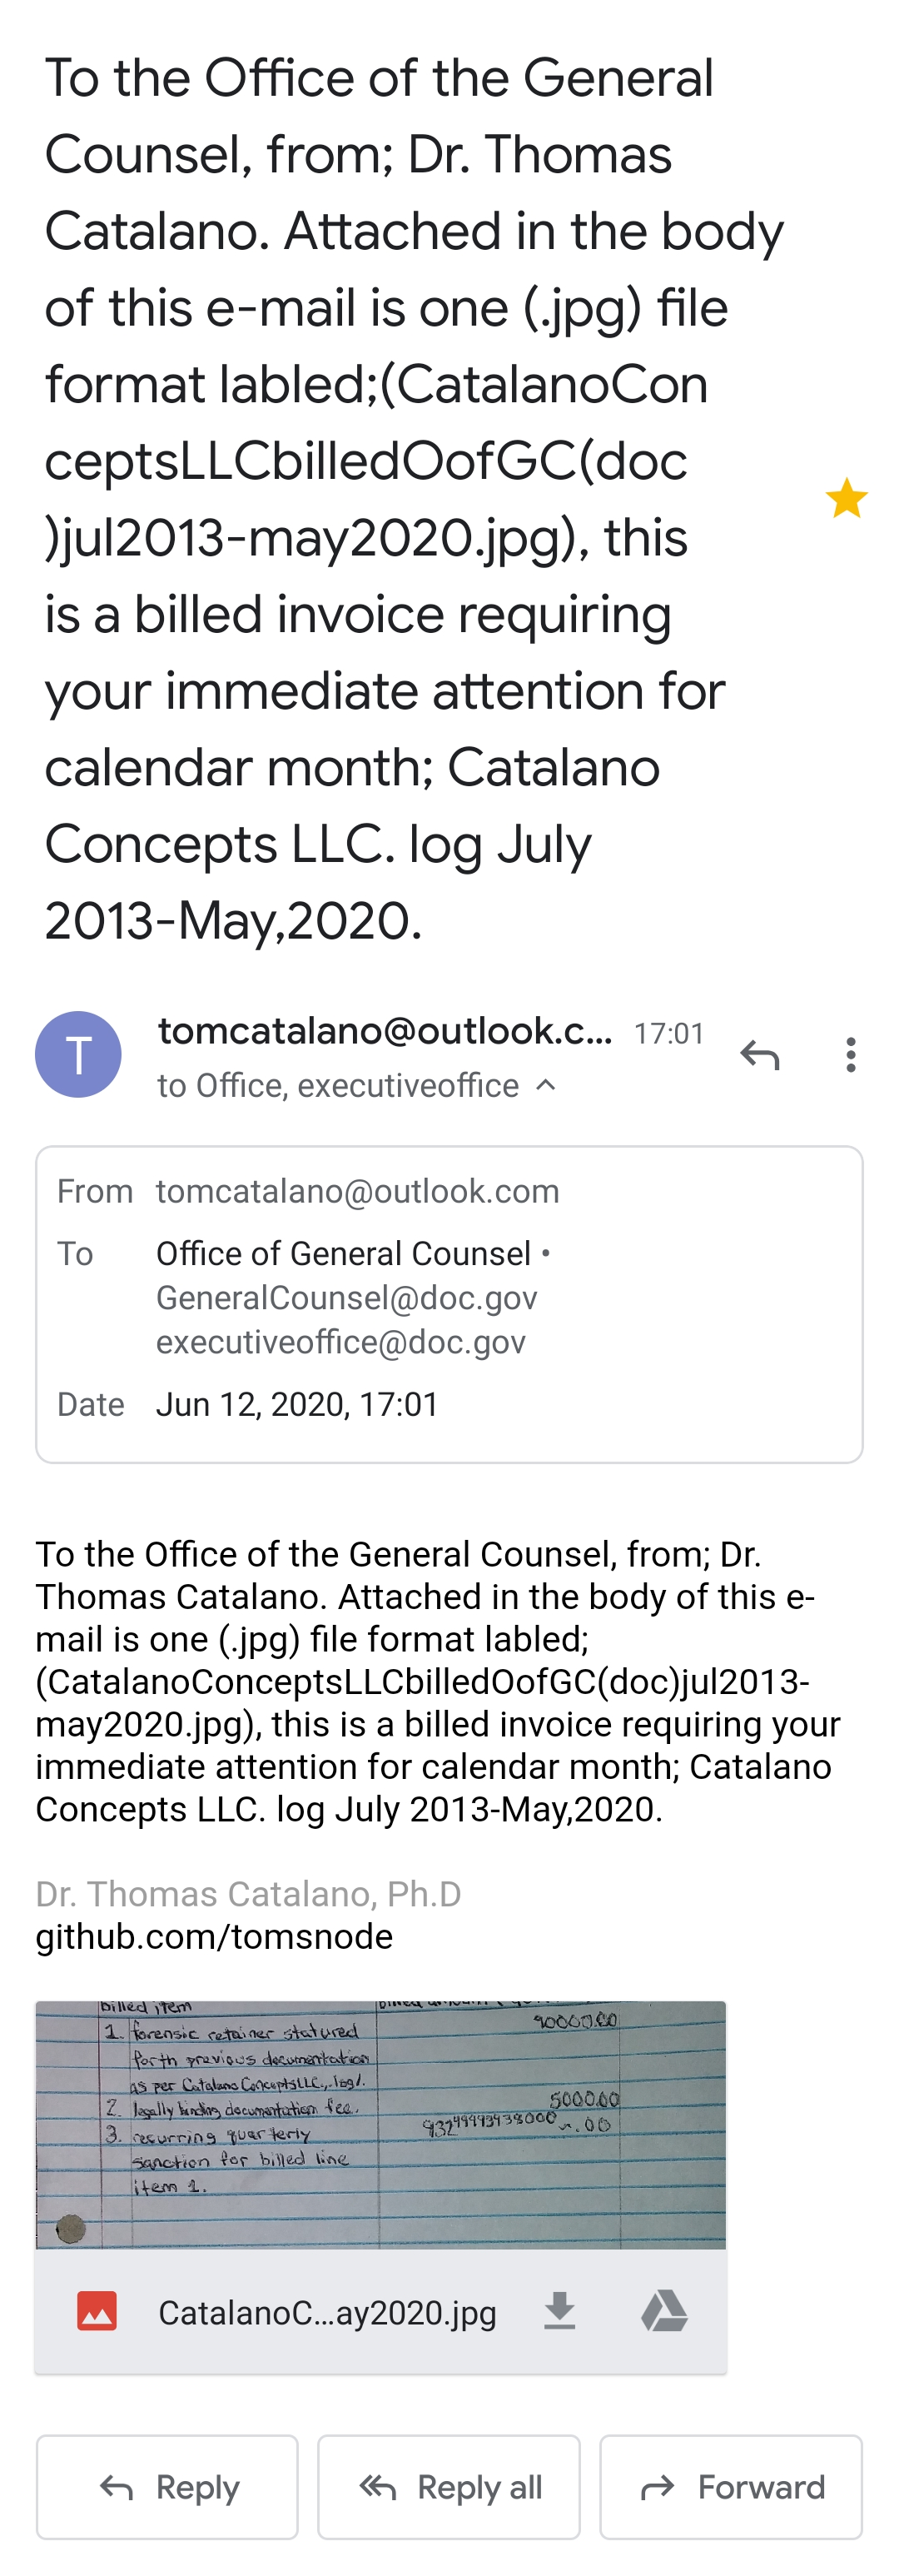 To the Office of the General
Counsel, from; Dr. Thomas
Catalano. Attached in the body
of this e-mail is one (.jpg) file
format labled;(CatalanoCon
ceptsLLCbilledOofGC(doc
)jul2013-may2020.jpg), this
is a billed invoice requiring
your immediate attention for
calendar month; Catalano
Concepts LLC. log July
2013-May,2020.
T
tomcatalano@outlook.c... 17:01
to Office, executiveoffice
From tomcatalano@outlook.com
To Office of General Counsel •
GeneralCounsel@doc.gov
executiveoffice@doc.gov
Date Jun 12, 2020, 17:01
To the Office of the General Counsel, from; Dr.
Thomas Catalano. Attached in the body of this e-
mail is one (.jpg) file format labled;
(CatalanoConceptsLLCbilledOofGC(doc)jul2013-
may2020.jpg), this is a billed invoice requiring your
immediate attention for calendar month; Catalano
Concepts LLC. log July 2013-May,2020.
Dr. Thomas Catalano, Ph.D
github.com/tomsnode
billed item
1. forensic retainer statured 90000.00
forth previous documentation
as per Catalano Concepts LLC., log/.
2. legally binding documentation fee. 5000.00
3. recurring quarterly
sanction for billed line
item 1.
CatalanoC...ay2020.jpg
Reply Reply all Forward